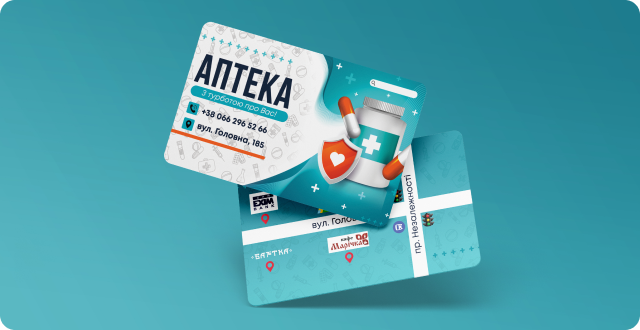 АПТЕКА
З турботою про Вас!
+38 066 296 52 66
вул. Головна, 185
EXIM
BANK
вул. Голов
пр. Незалежності
БАРТКА
кафе
Марічка